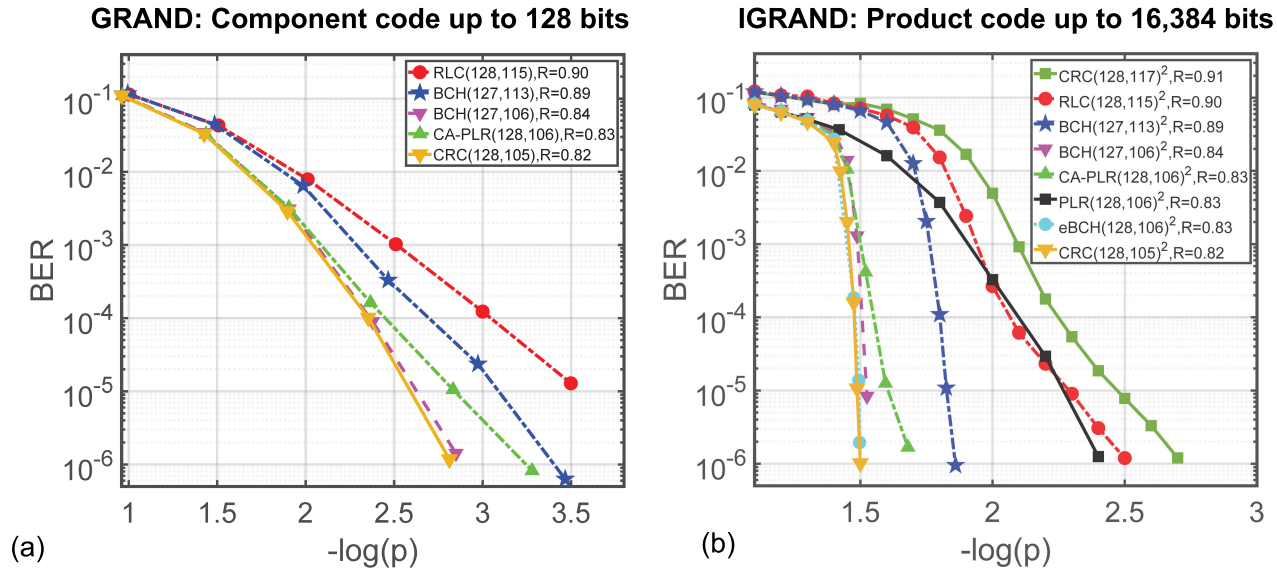 GRAND: Component code up to 128 bits
RLC(128,115),R=0.90
BCH(127,113),R=0.89
BCH(127,106),R=0.84
CA-PLR(128,106),R=0.83
CRC(128,105),R=0.82
10⁻¹
10⁻²
10⁻³
10⁻⁴
10⁻⁵
10⁻⁶
BER
1 1.5 2 2.5 3 3.5
-log(p)
(a)
IGRAND: Product code up to 16,384 bits
CRC(128,117)²,R=0.91
RLC(128,115)²,R=0.90
BCH(127,113)²,R=0.89
BCH(127,106)²,R=0.84
CA-PLR(128,106)²,R=0.83
PLR(128,106)²,R=0.83
eBCH(128,106)²,R=0.83
CRC(128,105)²,R=0.82
10⁻¹
10⁻²
10⁻³
10⁻⁴
10⁻⁵
10⁻⁶
BER
1.5 2 2.5 3
-log(p)
(b)